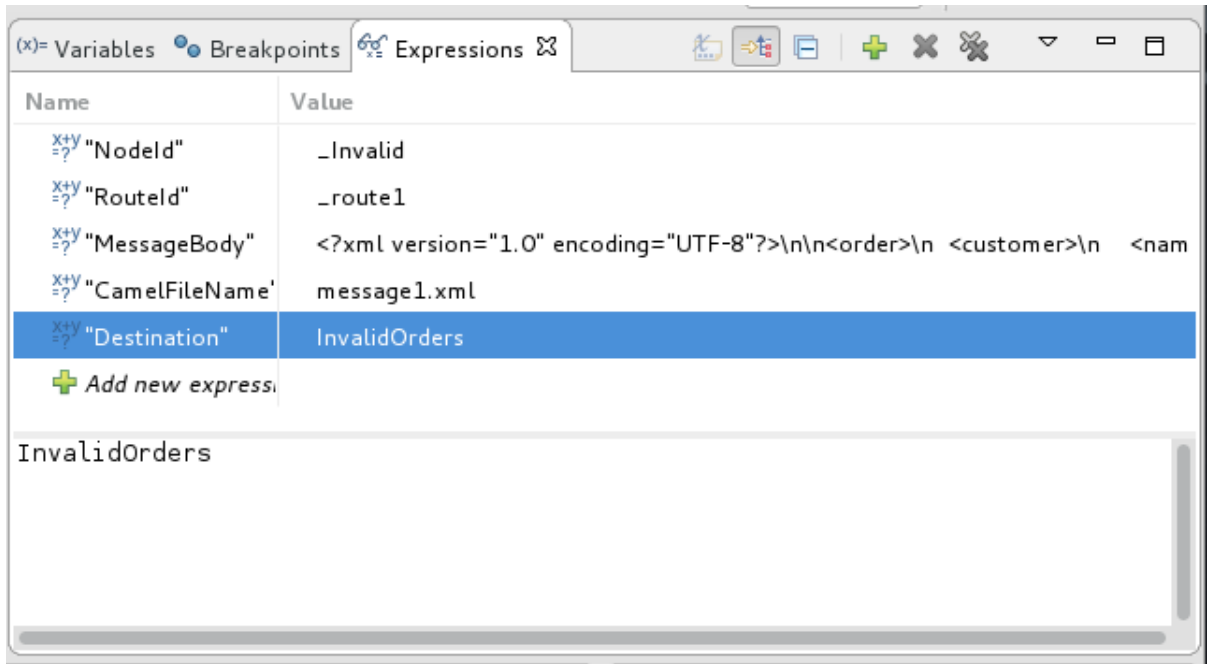 (x)= Variables Breakpoints Expressions
Name Value
x+y=? "NodeId" _Invalid
x+y=? "RouteId" _route1
x+y=? "MessageBody" <?xml version="1.0" encoding="UTF-8"?>\n\n<order>\n <customer>\n <nam
x+y=? "CamelFileName" message1.xml
x+y=? "Destination" InvalidOrders
Add new expressi
InvalidOrders